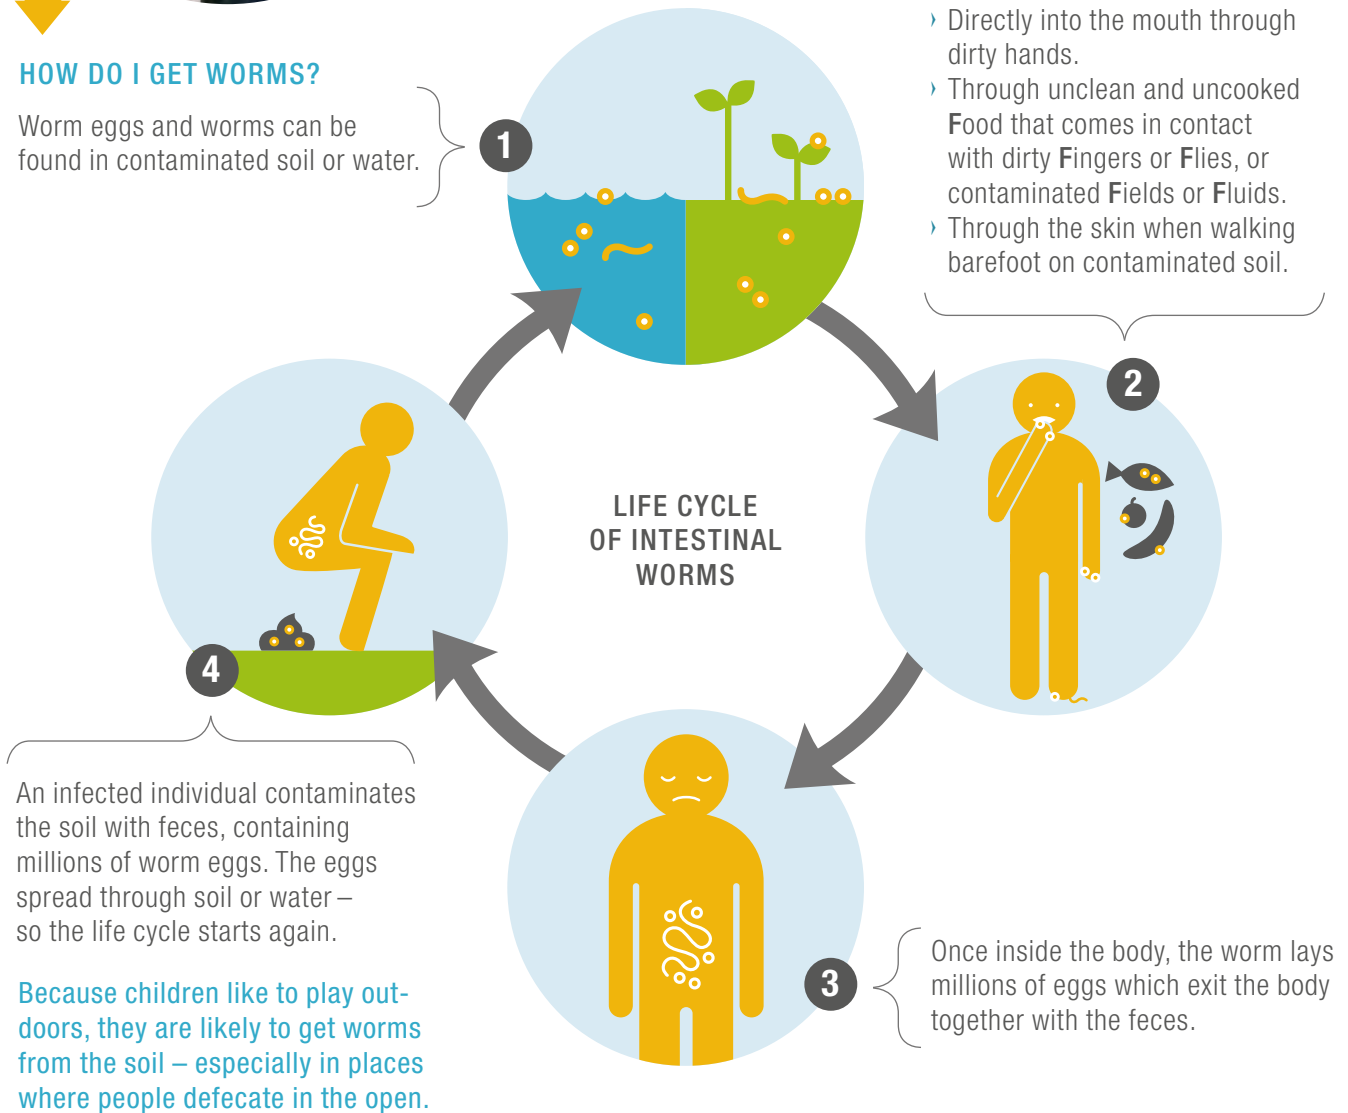 HOW DO I GET WORMS?
Worm eggs and worms can be
found in contaminated soil or water.
1
› Directly into the mouth through
dirty hands.
› Through unclean and uncooked
Food that comes in contact
with dirty Fingers or Flies, or
contaminated Fields or Fluids.
› Through the skin when walking
barefoot on contaminated soil.
2
LIFE CYCLE
OF INTESTINAL
WORMS
3
Once inside the body, the worm lays
millions of eggs which exit the body
together with the feces.
4
An infected individual contaminates
the soil with feces, containing
millions of worm eggs. The eggs
spread through soil or water –
so the life cycle starts again.
Because children like to play out-
doors, they are likely to get worms
from the soil – especially in places
where people defecate in the open.